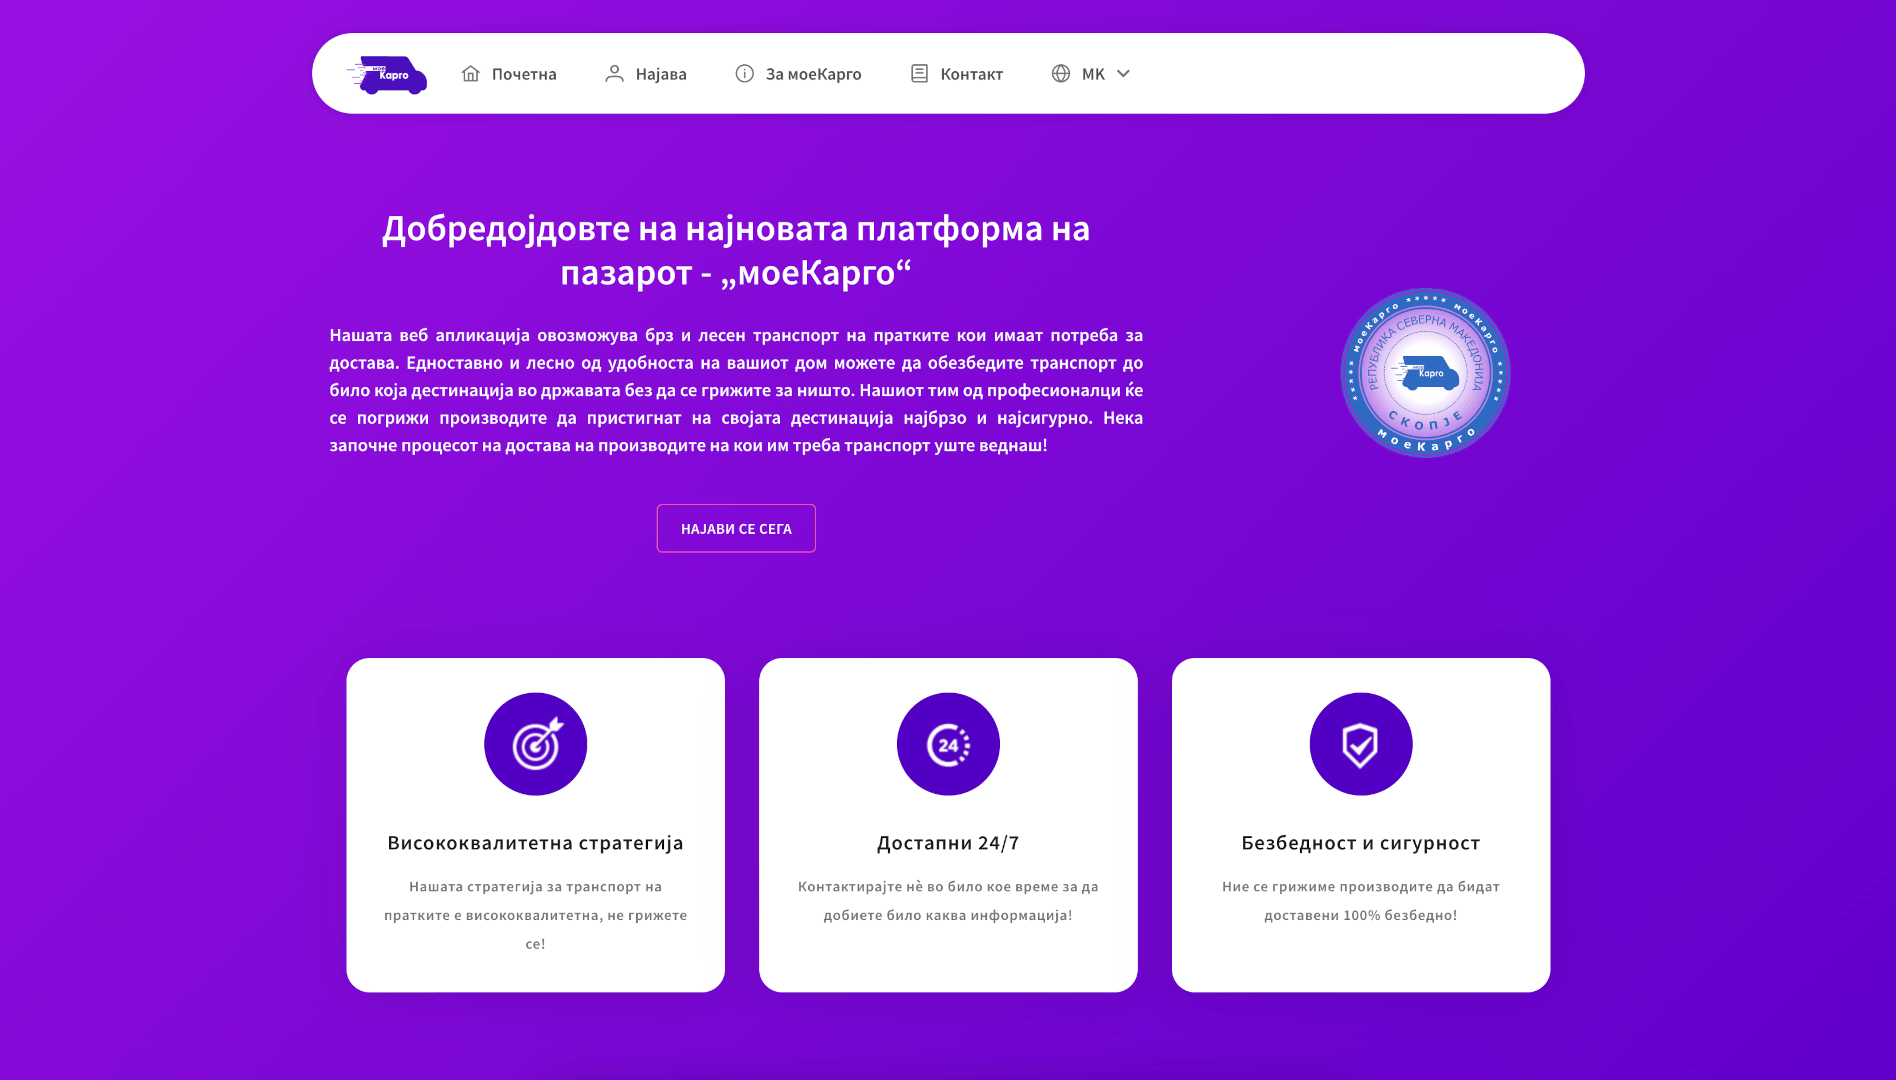 мое
Карго
Почетна
Најава
За моеКарго
Контакт
МК
Добредојдовте на најновата платформа на
пазарот - „моеКарго“
Нашата веб апликација овозможува брз и лесен транспорт на пратките кои имаат потреба за
достава. Едноставно и лесно од удобноста на вашиот дом можете да обезбедите транспорт до
било која дестинација во државата без да се грижите за ништо. Нашиот тим од професионалци ќе
се погрижи производите да пристигнат на својата дестинација најбрзо и најсигурно. Нека
започне процесот на достава на производите на кои им треба транспорт уште веднаш!
НАЈАВИ СЕ СЕГА
***** моеКарго ***** моеКарго *****
РЕПУБЛИКА СЕВЕРНА МАКЕДОНИЈА
мое
Карго
СКОПЈЕ
моеКарго
24
Висококвалитетна стратегија
Нашата стратегија за транспорт на
пратките е висококвалитетна, не грижете
се!
Достапни 24/7
Контактирајте нѐ во било кое време за да
добиете било каква информација!
Безбедност и сигурност
Ние се грижиме производите да бидат
доставени 100% безбедно!